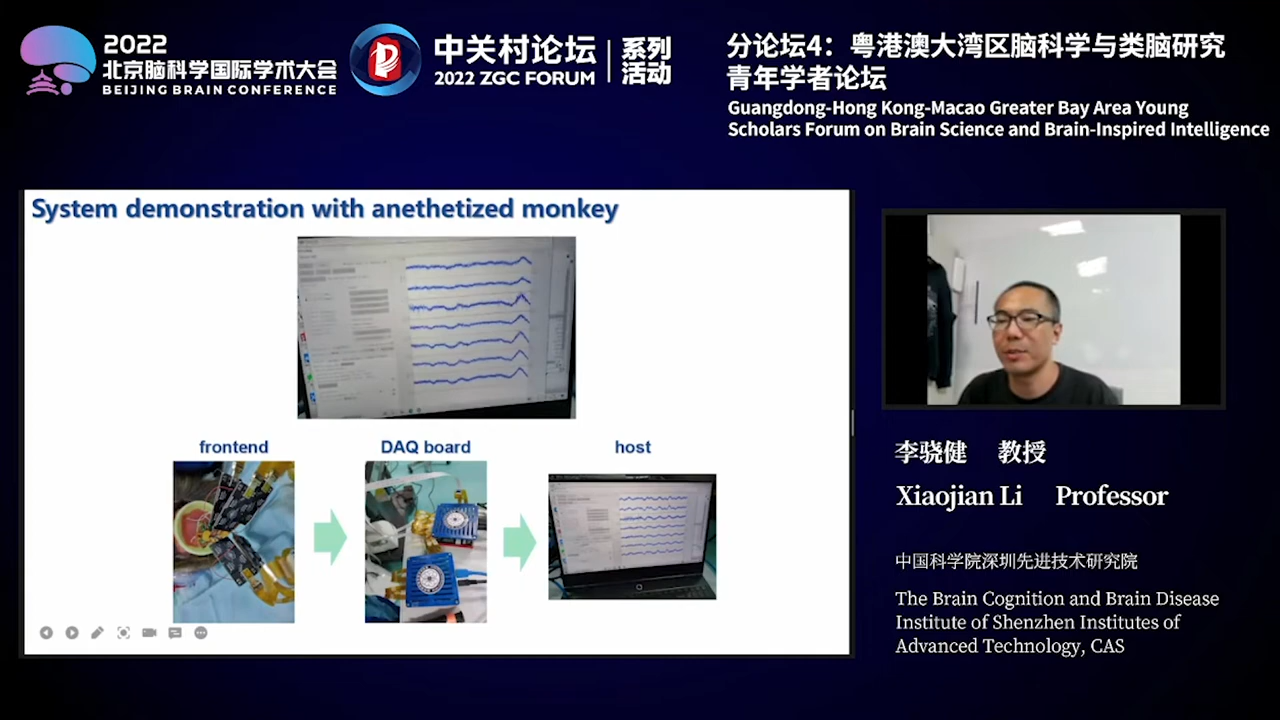 2022
北京脑科学国际学术大会
BEIJING BRAIN CONFERENCE
中关村论坛
2022 ZGC FORUM
系列
活动
分论坛4：粤港澳大湾区脑科学与类脑研究
青年学者论坛
Guangdong-Hong Kong-Macao Greater Bay Area Young
Scholars Forum on Brain Science and Brain-Inspired Intelligence
System demonstration with anethetized monkey
frontend
DAQ board
host
李骁健 教授
Xiaojian Li Professor
中国科学院深圳先进技术研究院
The Brain Cognition and Brain Disease
Institute of Shenzhen Institutes of
Advanced Technology, CAS